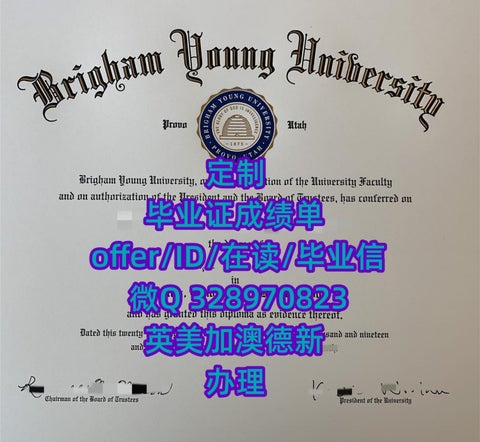 Brigham Young University
BRIGHAM YOUNG UNIVERSITY
PROVO, UTAH
1875
Provo Utah
Brigham Young University, on tion of the University Faculty
定制
and on authorization of the President and the Board of Trustees, has conferred on
毕业证成绩单
offer/ID/在读/毕业信
in
微Q 328970823
and has granted this diploma as evidence thereof.
Dated this twenty sand and nineteen
英美加澳德新
and
办理
Chairman of the Board of Trustees
President of the University